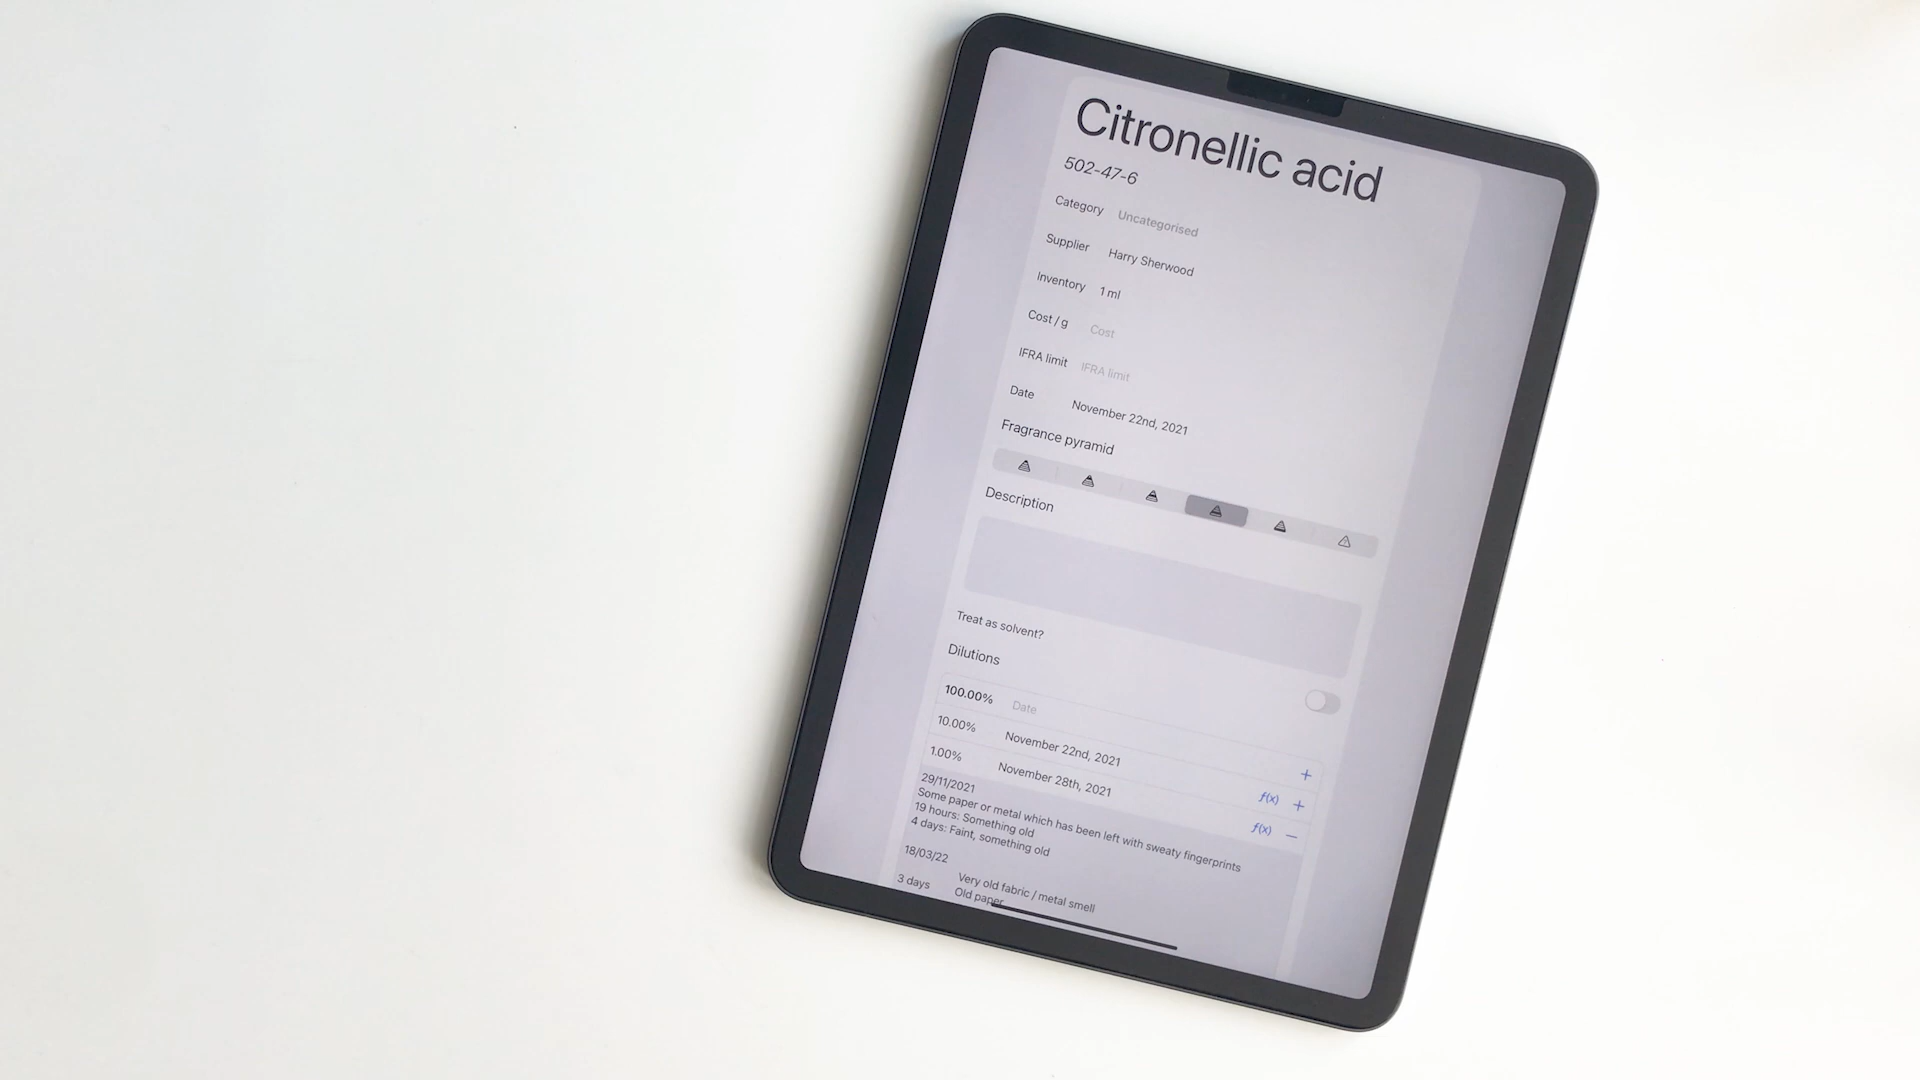 Citronellic acid
502-47-6
Category Uncategorised
Supplier Harry Sherwood
Inventory 1 ml
Cost / g Cost
IFRA limit IFRA limit
Date November 22nd, 2021
Fragrance pyramid
Description
Treat as solvent?
Dilutions
100.00% Date +
10.00% November 22nd, 2021 f(x) +
1.00% November 28th, 2021 f(x) −
29/11/2021
Some paper or metal which has been left with sweaty fingerprints
19 hours: Something old
4 days: Faint, something old
18/03/22
Very old fabric / metal smell
3 days Old paper